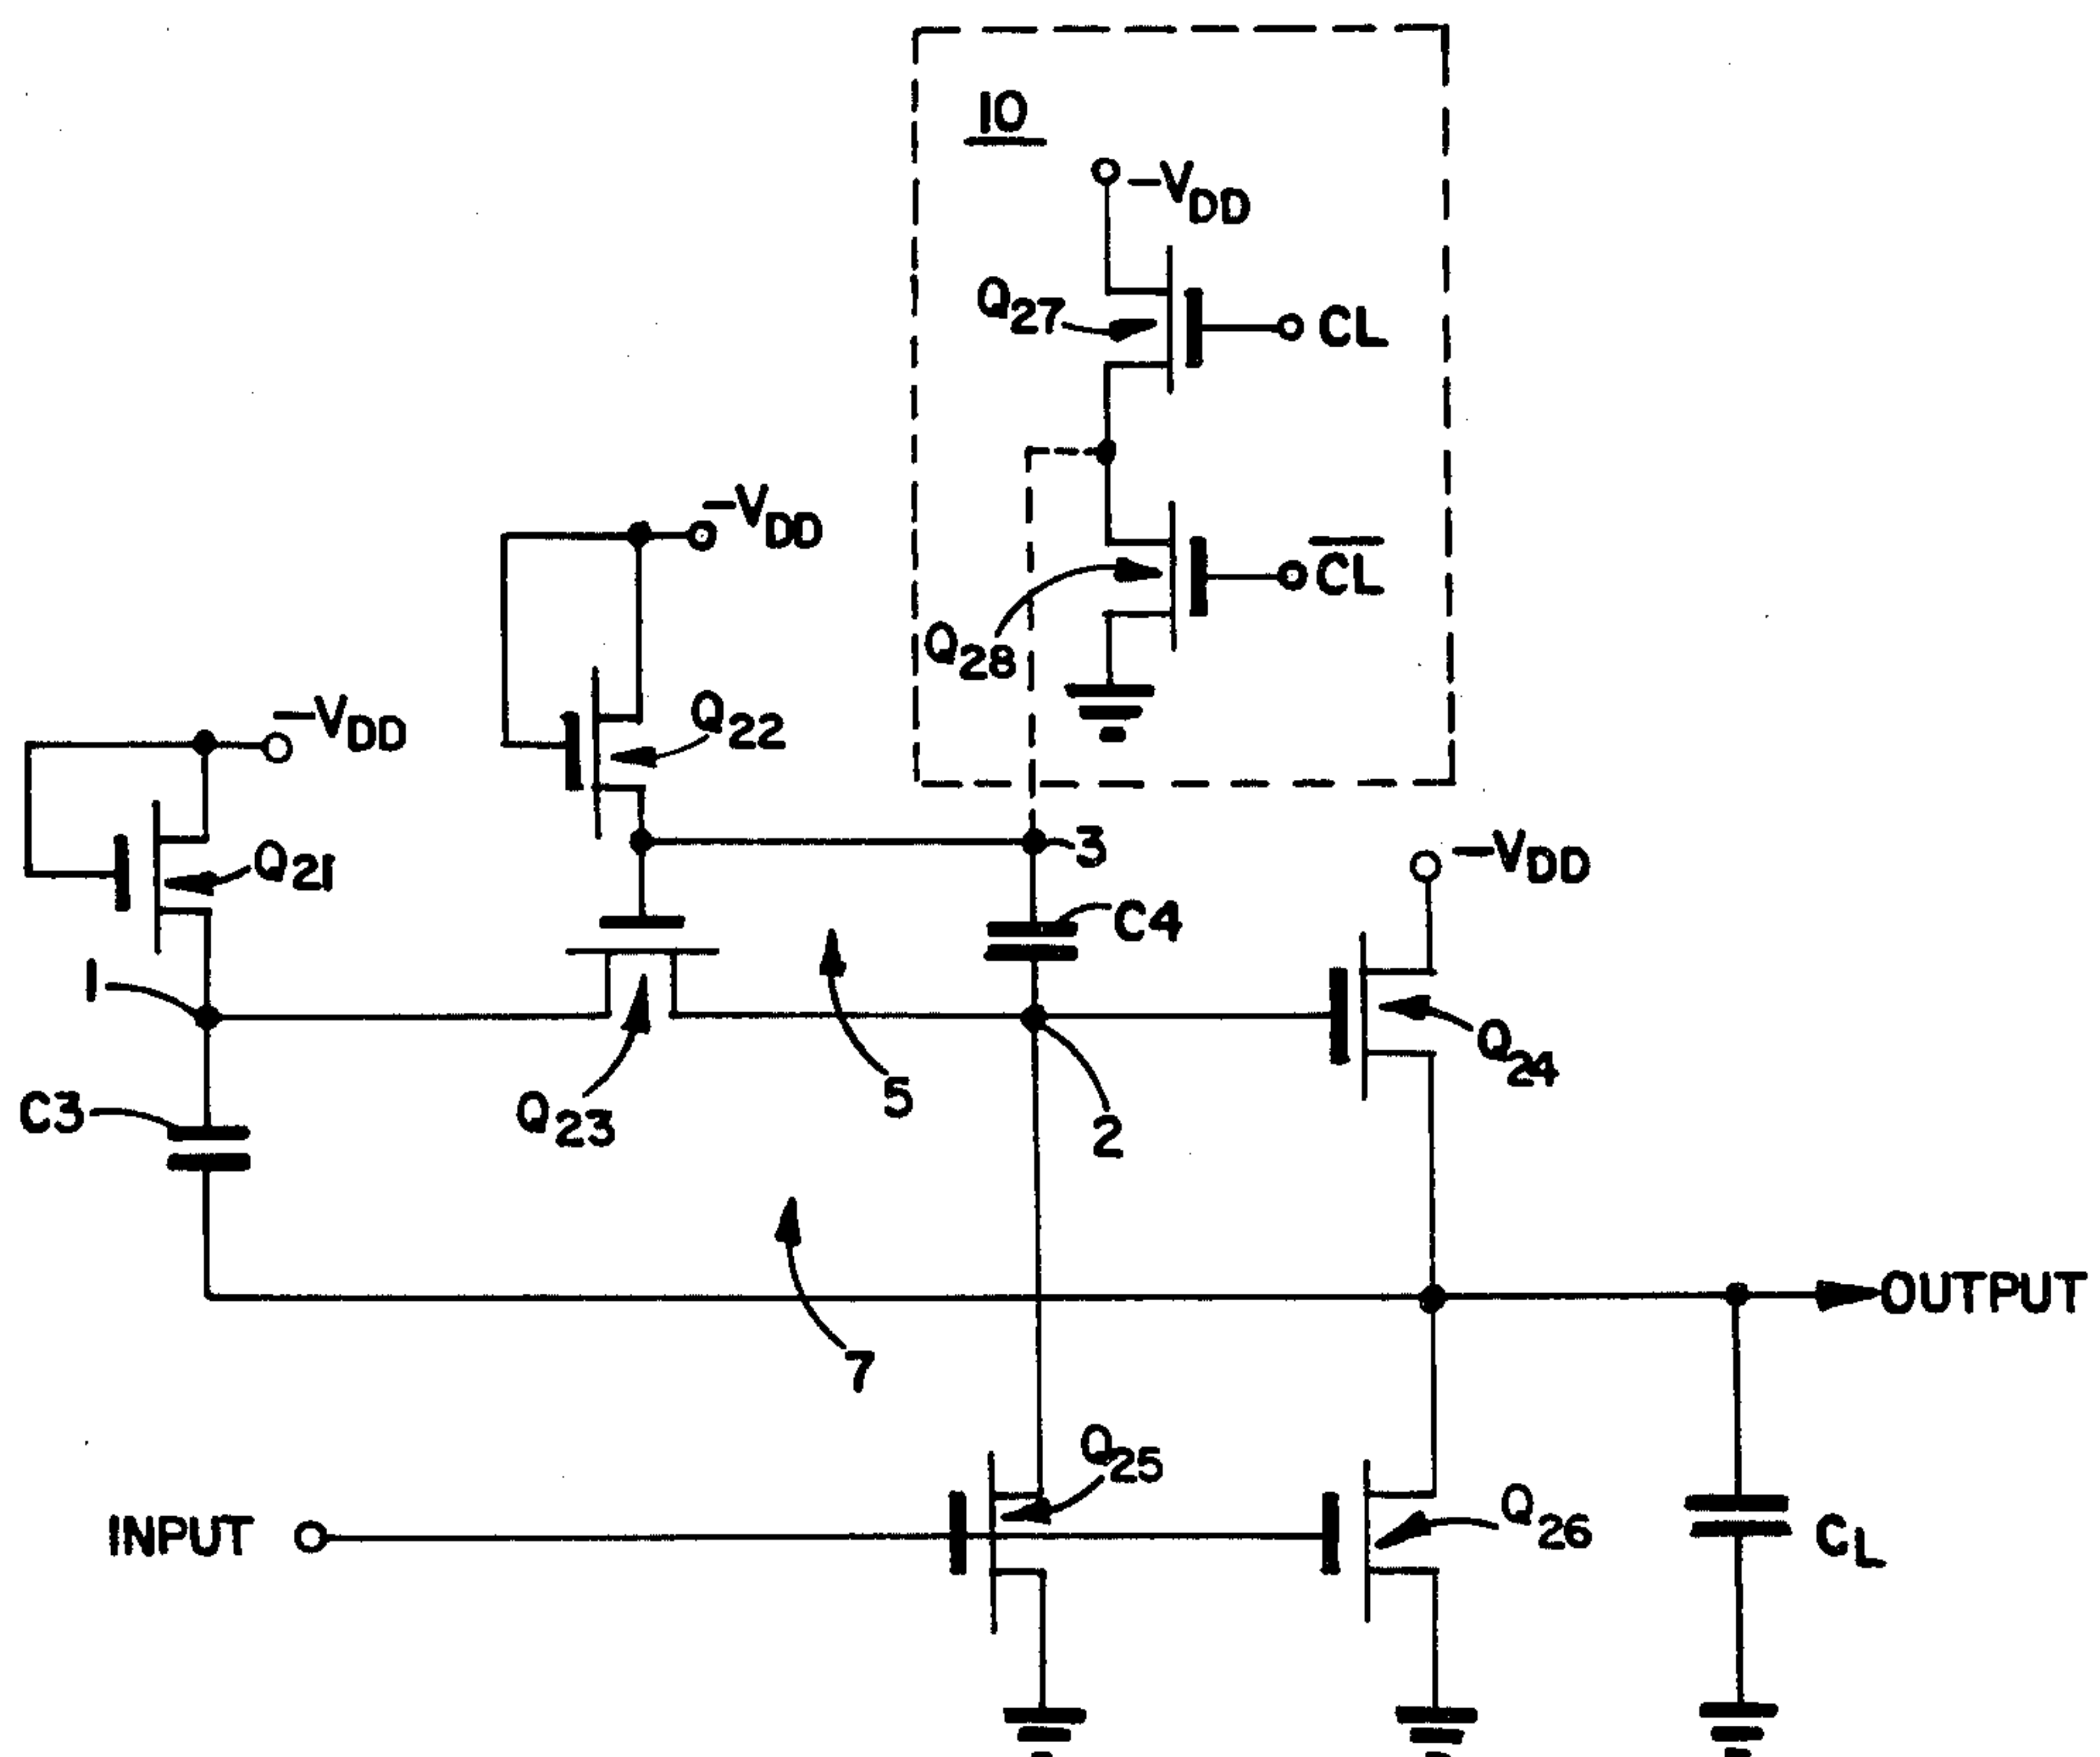 10
-VDD
Q27
CL
-VDD
C̅L̅
Q28
Q22
-VDD
Q21
3
-VDD
C4
1
Q24
C3
Q23
5
2
OUTPUT
7
Q25
Q26
INPUT
CL